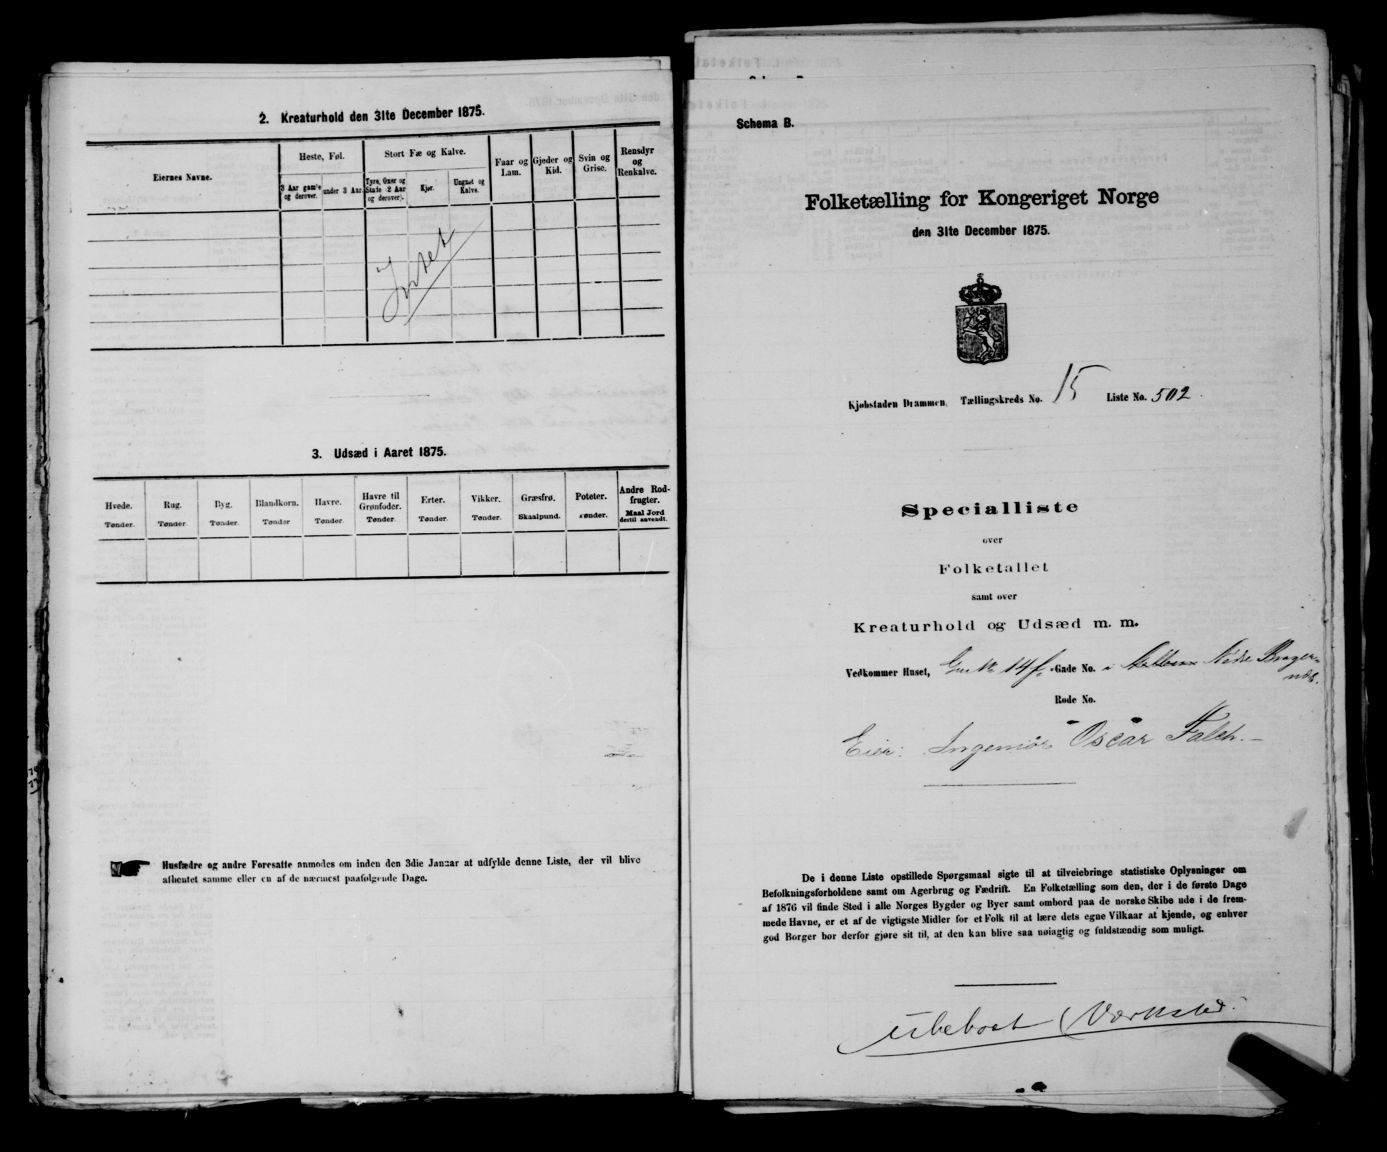 2. Kreaturhold den 31te December 1875.
Eiernes Navne.
Heste, Føl.
Stort Fæ og Kalve.
Faar og Lam.
Gjeder og Kid.
Svin og Grise.
Rensdyr og Renkalve.
3 Aar gamle og derover.
under 3 Aar.
Tyre, Oxer og Stude (2 Aar og derover).
Kjør.
Ungnøt og Kalve.
Intet
3. Udsæd i Aaret 1875.
Hvede.
Rug.
Byg.
Blandkorn.
Havre.
Havre til Grønfoder.
Erter.
Vikker.
Græsfrø.
Poteter.
Andre Rodfrugter.
Tønder.
Tønder
Tønder.
Tønder
Tønder.
Tønder.
Tønder.
Tønder.
Skaalpund.
Tønder.
Maal Jord dertil anvendt.
Husfædre og andre Foresatte anmodes om inden den 3die Januar at udfylde denne Liste, der vil blive
afhentet samme eller en af de nærmest paafølgende Dage.
Schema B.
Folketælling for Kongeriget Norge
den 31te December 1875.
Kjøbstaden Drammen. Tællingskreds No. 15 Liste No. 502.
Specialliste
over
Folketallet
samt over
Kreaturhold og Udsæd m. m.
Vedkommer Huset, 14 f. Gade No. i Nedre Brager-
næs.
Rode No.
Eier: Ingeniør Oscar Falch.-
De i denne Liste opstillede Spørgsmaal sigte til at tilveiebringe statistiske Oplysninger om
Befolkningsforholdene samt om Agerbrug og Fædrift. En Folketælling som den, der i de første Dage
af 1876 vil finde Sted i alle Norges Bygder og Byer samt ombord paa de norske Skibe ude i de frem-
mede Havne, er et af de vigtigste Midler for et Folk til at lære dets egne Vilkaar at kjende, og enhver
god Borger bør derfor gjøre sit til, at den kan blive saa nøiagtig og fuldstændig som muligt.
Ubeboet (Værksted.